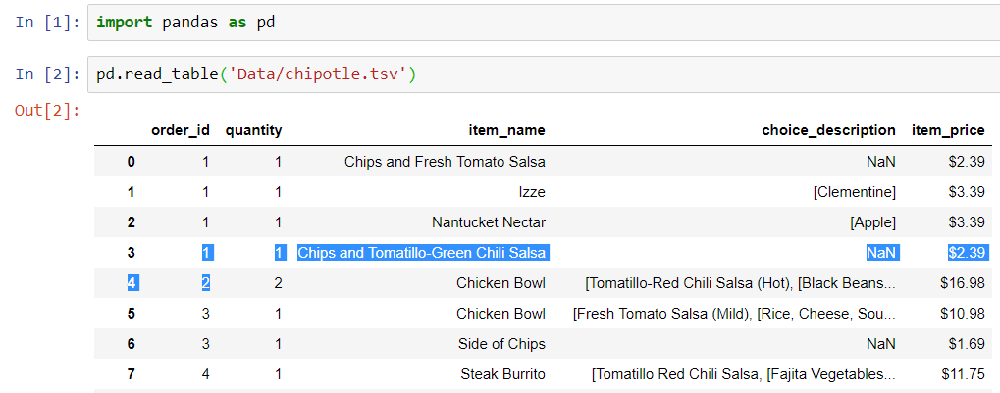 In [1]: import pandas as pd
In [2]: pd.read_table('Data/chipotle.tsv')
Out[2]:
order_id quantity item_name choice_description item_price
0 1 1 Chips and Fresh Tomato Salsa NaN $2.39
1 1 1 Izze [Clementine] $3.39
2 1 1 Nantucket Nectar [Apple] $3.39
3 1 1 Chips and Tomatillo-Green Chili Salsa NaN $2.39
4 2 2 Chicken Bowl [Tomatillo-Red Chili Salsa (Hot), [Black Beans... $16.98
5 3 1 Chicken Bowl [Fresh Tomato Salsa (Mild), [Rice, Cheese, Sou... $10.98
6 3 1 Side of Chips NaN $1.69
7 4 1 Steak Burrito [Tomatillo Red Chili Salsa, [Fajita Vegetables... $11.75